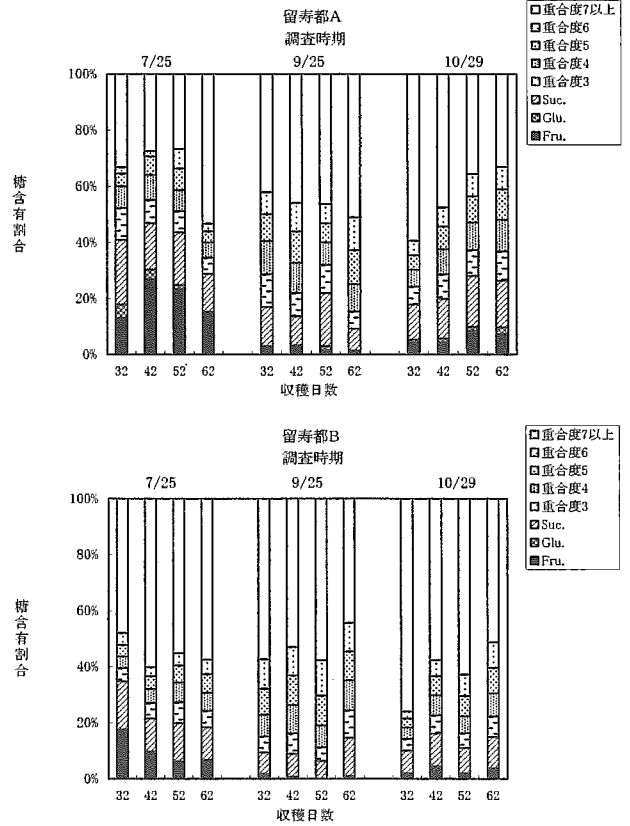 留寿都A
調査時期
7/25 9/25 10/29
重合度7以上
重合度6
重合度5
重合度4
重合度3
Suc.
Glu.
Fru.
100%
80%
60%
40%
20%
0%
糖含有割合
32 42 52 62 32 42 52 62 32 42 52 62
収穫日数
留寿都B
調査時期
7/25 9/25 10/29
重合度7以上
重合度6
重合度5
重合度4
重合度3
Suc.
Glu.
Fru.
100%
80%
60%
40%
20%
0%
糖含有割合
32 42 52 62 32 42 52 62 32 42 52 62
収穫日数